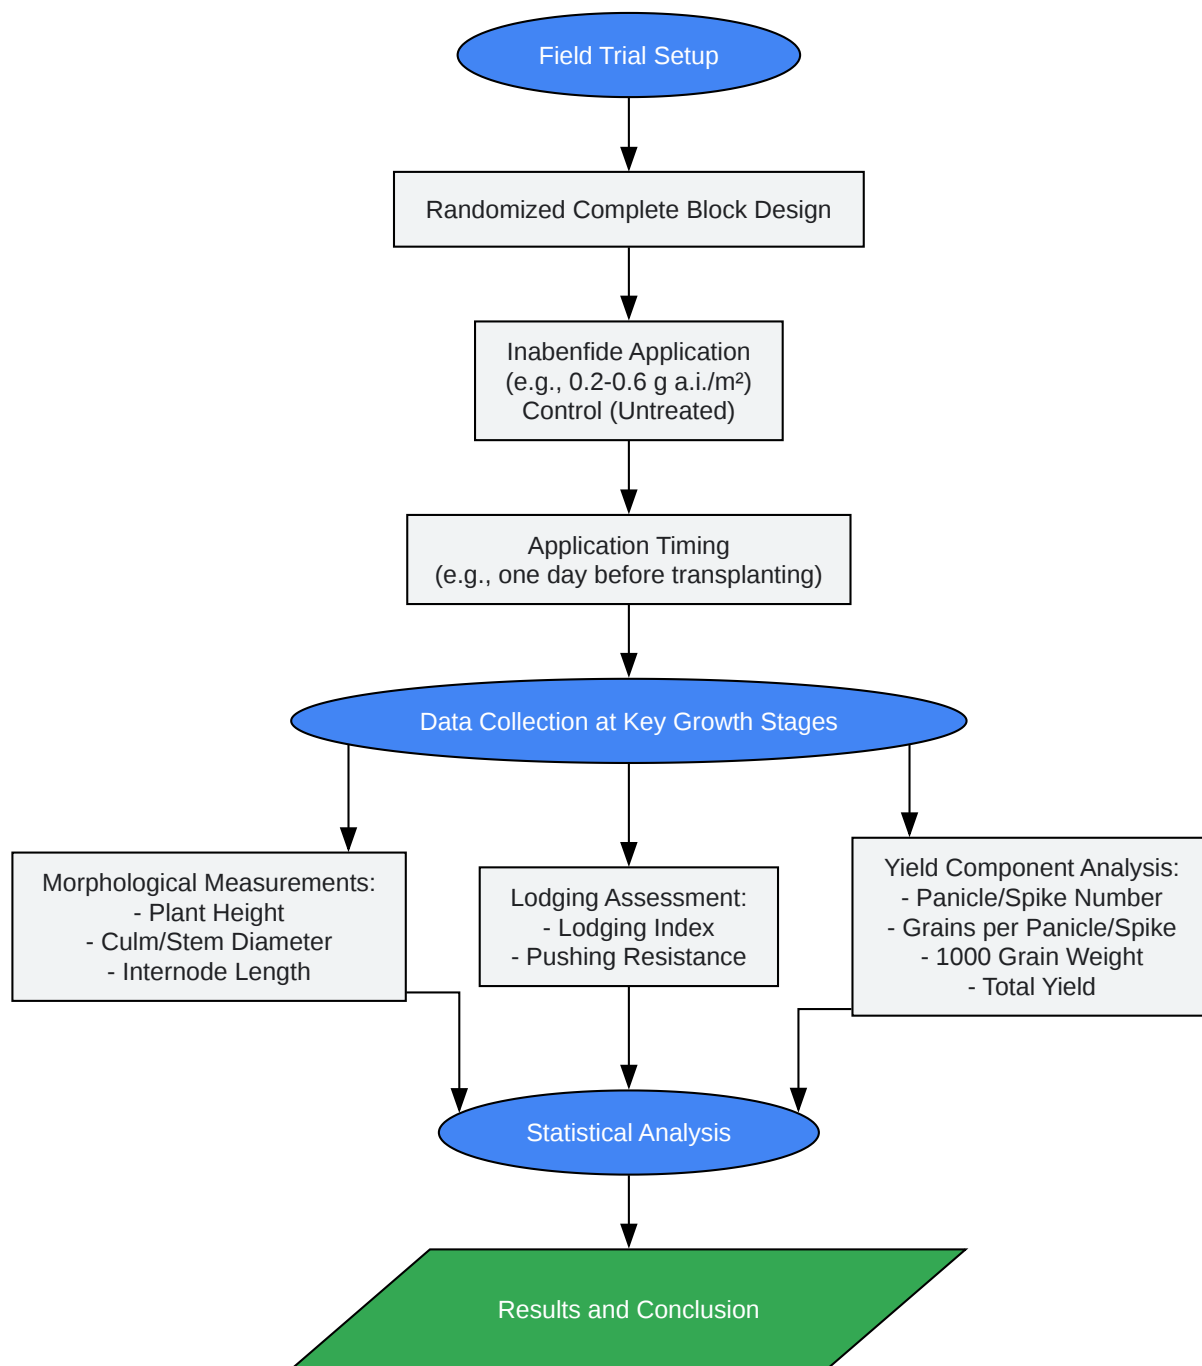 Field Trial Setup
Randomized Complete Block Design
Inabenfide Application
(e.g., 0.2-0.6 g a.i./m²)
Control (Untreated)
Application Timing
(e.g., one day before transplanting)
Data Collection at Key Growth Stages
Morphological Measurements:
- Plant Height
- Culm/Stem Diameter
- Internode Length
Lodging Assessment:
- Lodging Index
- Pushing Resistance
Yield Component Analysis:
- Panicle/Spike Number
- Grains per Panicle/Spike
- 1000 Grain Weight
- Total Yield
Statistical Analysis
Results and Conclusion